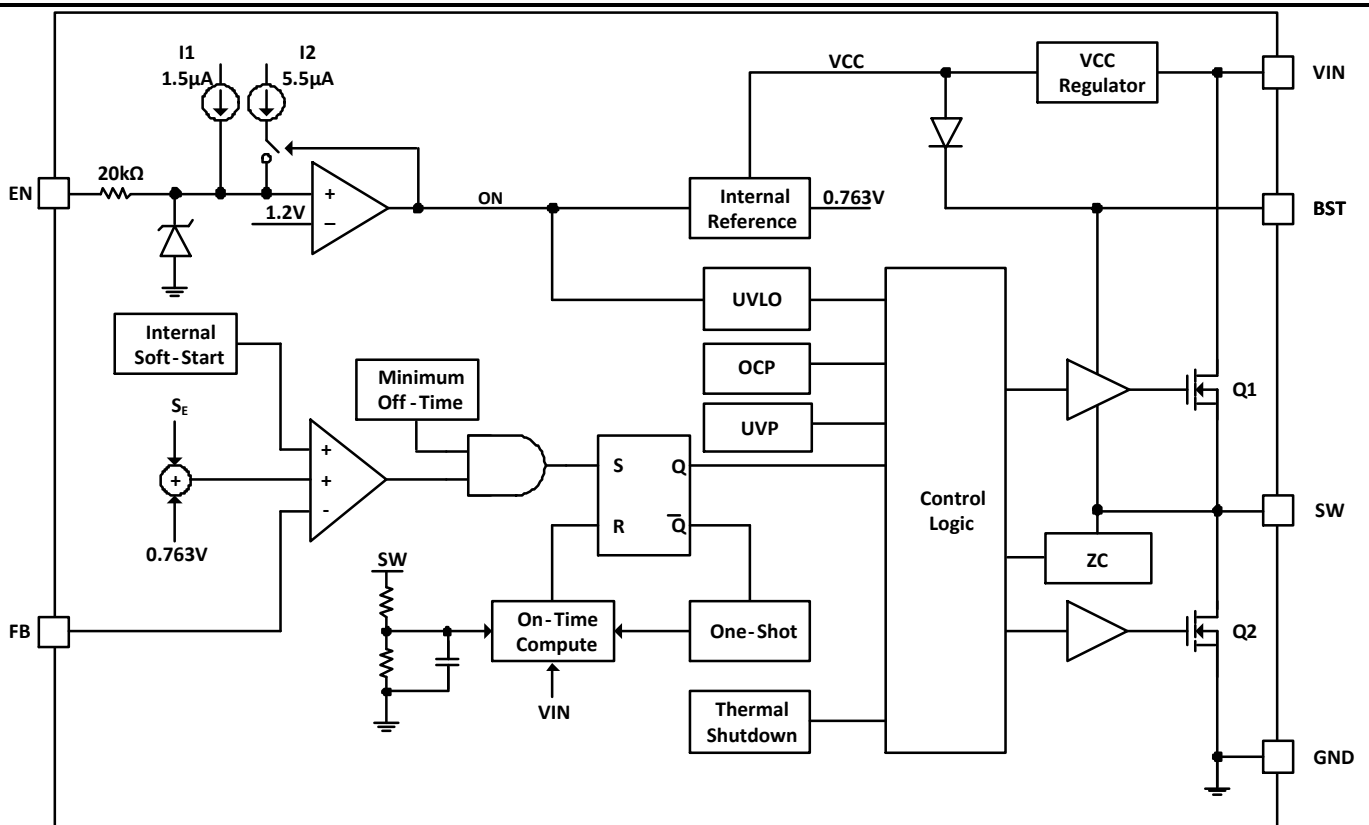 I1
1.5µA
I2
5.5µA
VCC
VCC
Regulator
VIN
20kΩ
EN
+
1.2V
–
ON
Internal
Reference
0.763V
BST
UVLO
Internal
Soft-Start
OCP
Minimum
Off-Time
Q1
SE
UVP
+
+
+
-
S
Q
R
Q̅
Control
Logic
SW
0.763V
SW
ZC
FB
On-Time
Compute
One-Shot
Q2
VIN
Thermal
Shutdown
GND